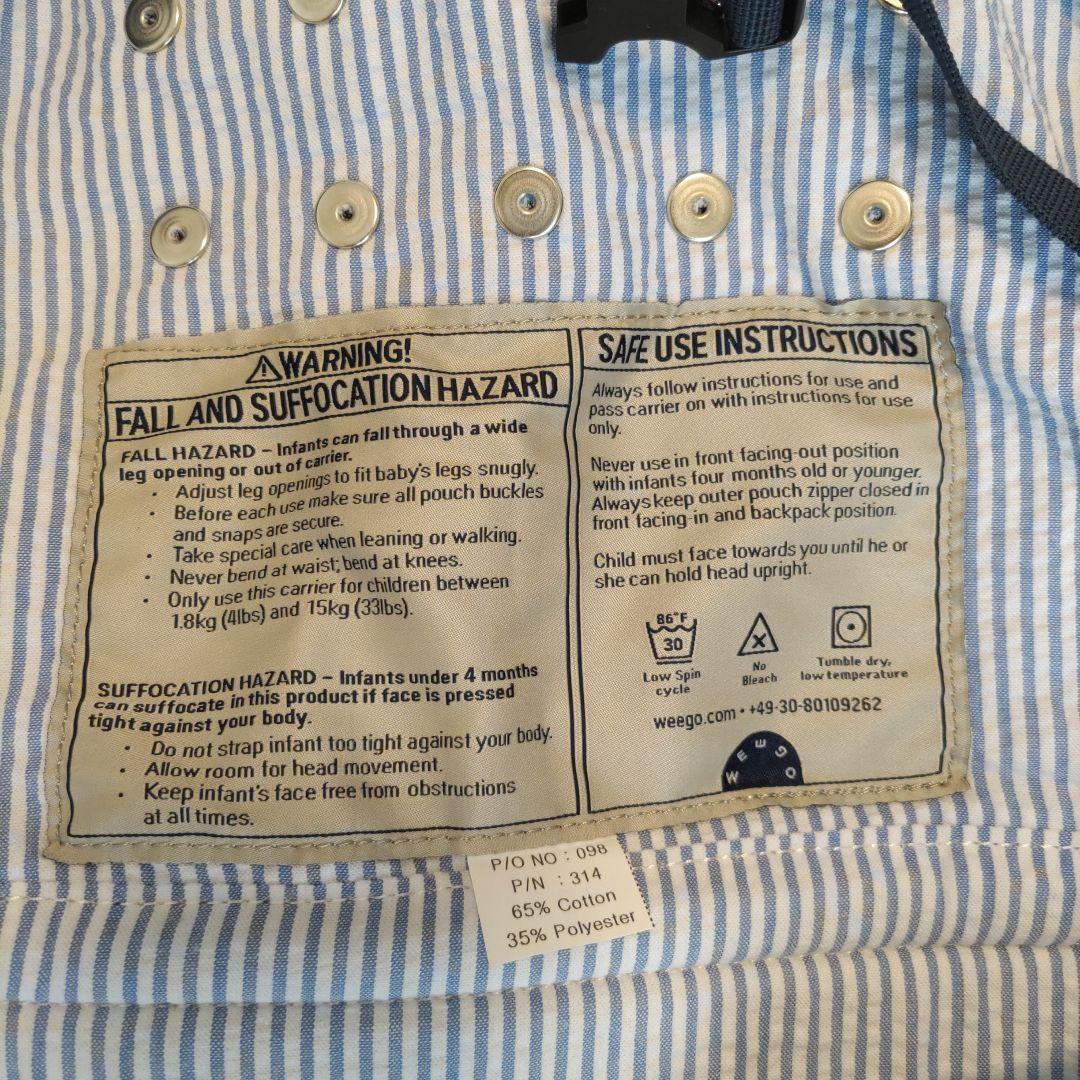 ⚠WARNING!
FALL AND SUFFOCATION HAZARD
FALL HAZARD – Infants can fall through a wide
leg opening or out of carrier.
· Adjust leg openings to fit baby's legs snugly.
· Before each use make sure all pouch buckles
and snaps are secure.
· Take special care when leaning or walking.
· Never bend at waist; bend at knees.
· Only use this carrier for children between
1.8kg (4lbs) and 15kg (33lbs).
SUFFOCATION HAZARD – Infants under 4 months
can suffocate in this product if face is pressed
tight against your body.
· Do not strap infant too tight against your body.
· Allow room for head movement.
· Keep infant's face free from obstructions
at all times.
SAFE USE INSTRUCTIONS
Always follow instructions for use and
pass carrier on with instructions for use
only.
Never use in front facing-out position
with infants four months old or younger.
Always keep outer pouch zipper closed in
front facing-in and backpack position.
Child must face towards you until he or
she can hold head upright.
86°F
30
Low Spin
cycle
No
Bleach
Tumble dry,
low temperature
weego.com · +49-30-80109262
WEEGO
P/O NO : 098
P/N : 314
65% Cotton
35% Polyester